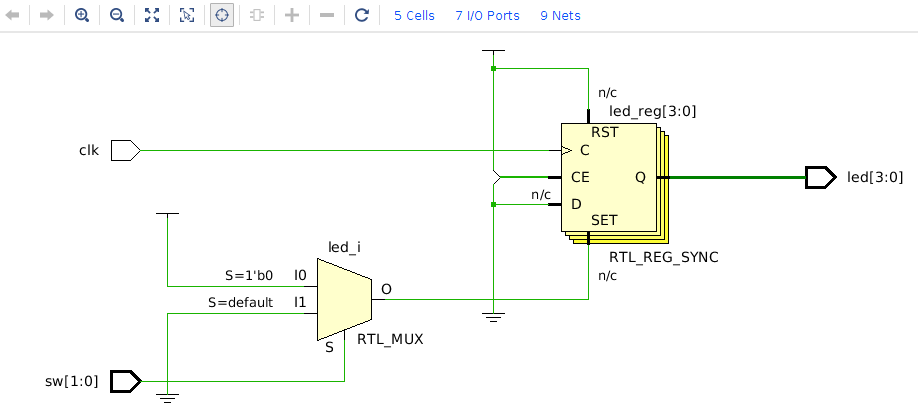 5 Cells 7 I/O Ports 9 Nets
n/c
led_reg[3:0]
RST
clk
C
CE
Q
led[3:0]
n/c
D
SET
led_i
RTL_REG_SYNC
S=1'b0 I0
n/c
O
S=default I1
S
RTL_MUX
sw[1:0]